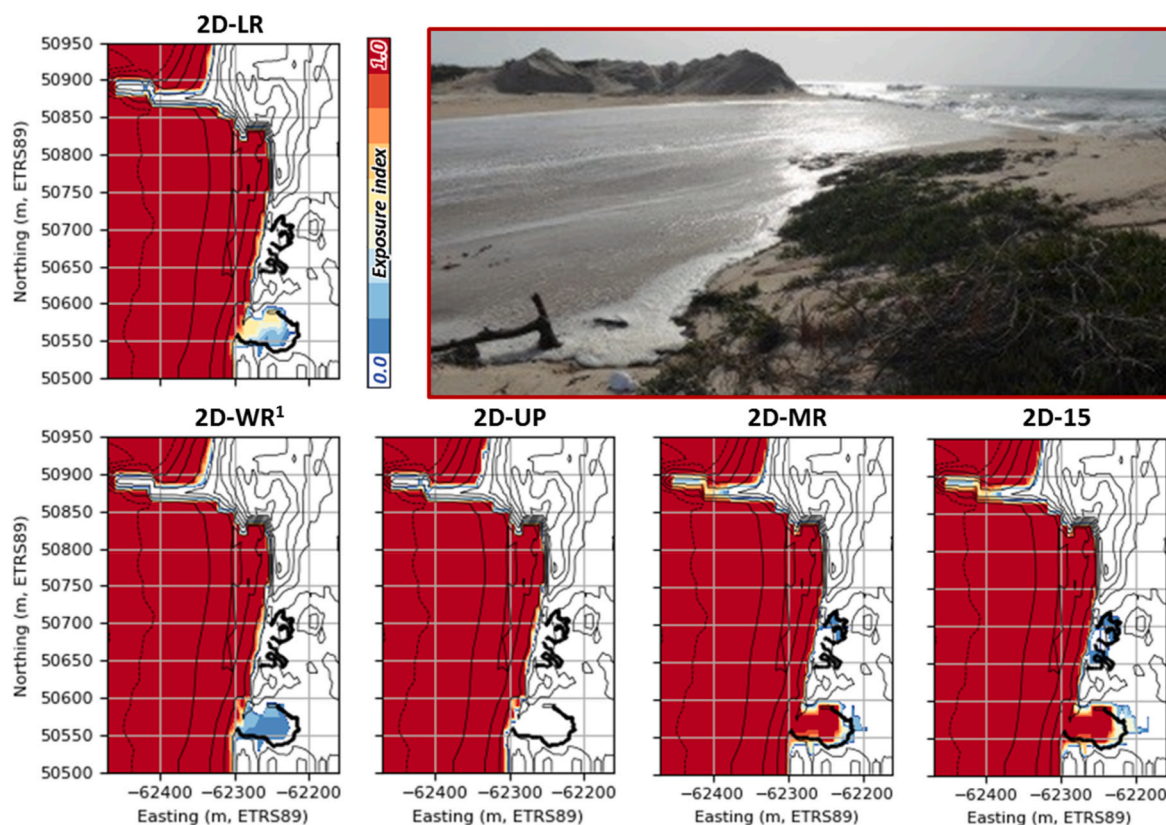 2D-LR
50950
50900
50850
50800
50750
50700
50650
50600
50550
50500
Northing (m, ETRS89)
−62400 −62300 −62200
0.0 Exposure index 1.0
2D-WR¹ 2D-UP 2D-MR 2D-15
50950
50900
50850
50800
50750
50700
50650
50600
50550
50500
Northing (m, ETRS89)
−62400 −62300 −62200 −62400 −62300 −62200 −62400 −62300 −62200 −62400 −62300 −62200
Easting (m, ETRS89) Easting (m, ETRS89) Easting (m, ETRS89) Easting (m, ETRS89)